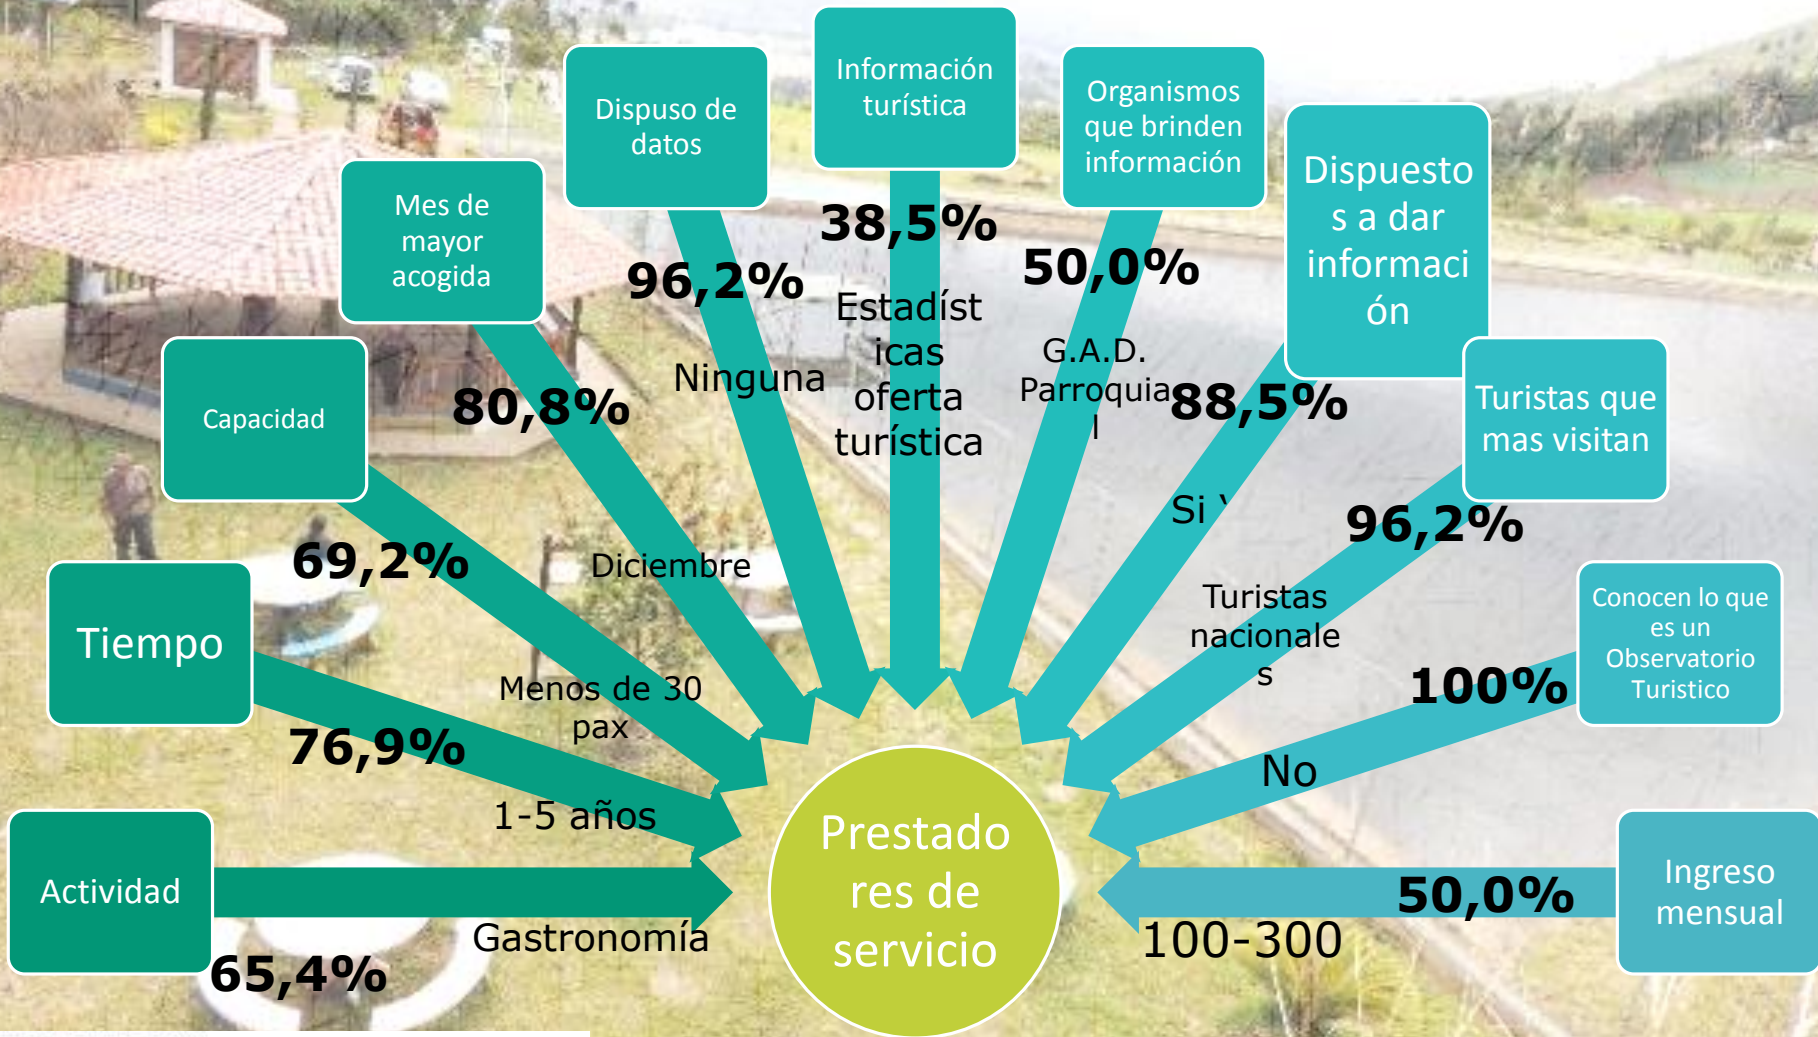 Actividad
65,4%
Gastronomía
Tiempo
76,9%
1-5 años
Capacidad
69,2%
Menos de 30
pax
Mes de
mayor
acogida
80,8%
Diciembre
Dispuso de
datos
96,2%
Ninguna
Información
turística
38,5%
Estadíst
icas
oferta
turística
Organismos
que brinden
información
50,0%
G.A.D.
Parroquia
l
Dispuesto
s a dar
informaci
ón
88,5%
Si `
Turistas que
mas visitan
96,2%
Turistas
nacionale
s
Conocen lo que
es un
Observatorio
Turistico
100%
No
Ingreso
mensual
50,0%
100-300
Prestado
res de
servicio